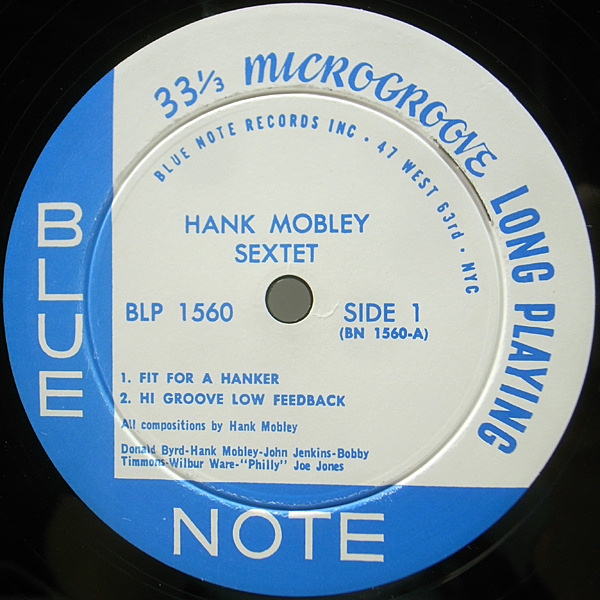 33⅓ MICROGROOVE LONG PLAYING
BLUE NOTE RECORDS INC • 47 WEST 63rd • NYC
HANK MOBLEY
SEXTET
BLP 1560
SIDE 1
(BN 1560-A)
1. FIT FOR A HANKER
2. HI GROOVE LOW FEEDBACK
All compositions by Hank Mobley
Donald Byrd-Hank Mobley-John Jenkins-Bobby
Timmons-Wilbur Ware-"Philly" Joe Jones
BLUE
NOTE